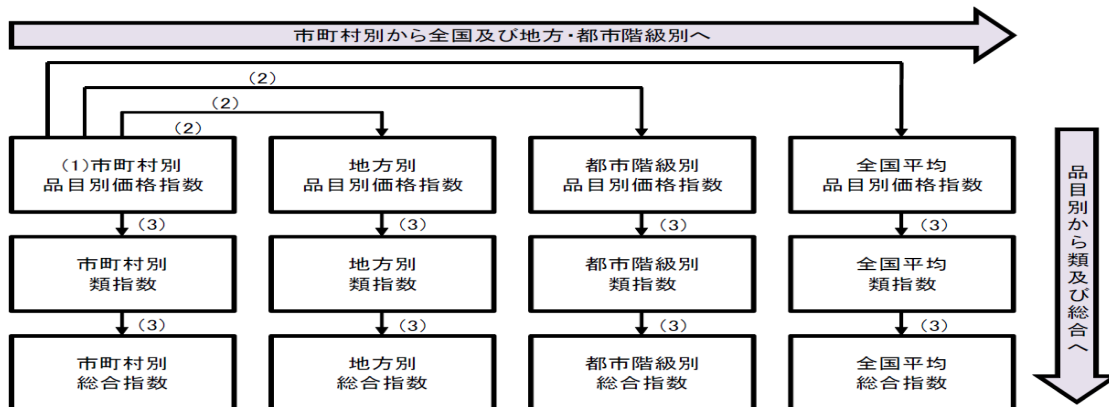 市町村別から全国及び地方・都市階級別へ
(2)
(2)
(2)
(1)市町村別
品目別価格指数
地方別
品目別価格指数
都市階級別
品目別価格指数
全国平均
品目別価格指数
(3)
(3)
(3)
(3)
市町村別
類指数
地方別
類指数
都市階級別
類指数
全国平均
類指数
(3)
(3)
(3)
(3)
市町村別
総合指数
地方別
総合指数
都市階級別
総合指数
全国平均
総合指数
品目別から類及び総合へ